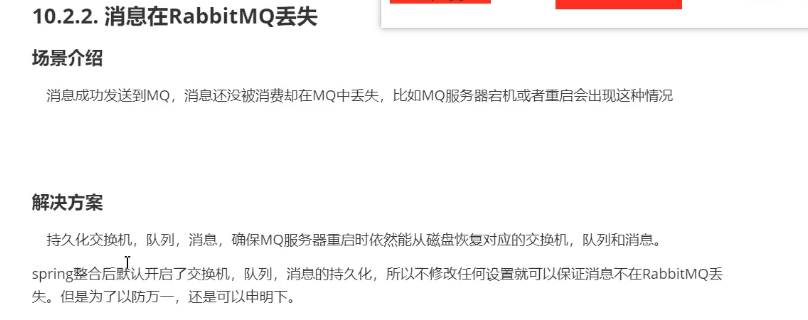 10.2.2. 消息在RabbitMQ丢失
场景介绍
消息成功发送到MQ，消息还没被消费却在MQ中丢失，比如MQ服务器宕机或者重启会出现这种情况
解决方案
持久化交换机，队列，消息，确保MQ服务器重启时依然能从磁盘恢复对应的交换机，队列和消息。
spring整合后默认开启了交换机，队列，消息的持久化，所以不修改任何设置就可以保证消息不在RabbitMQ丢
失。但是为了以防万一，还是可以申明下。